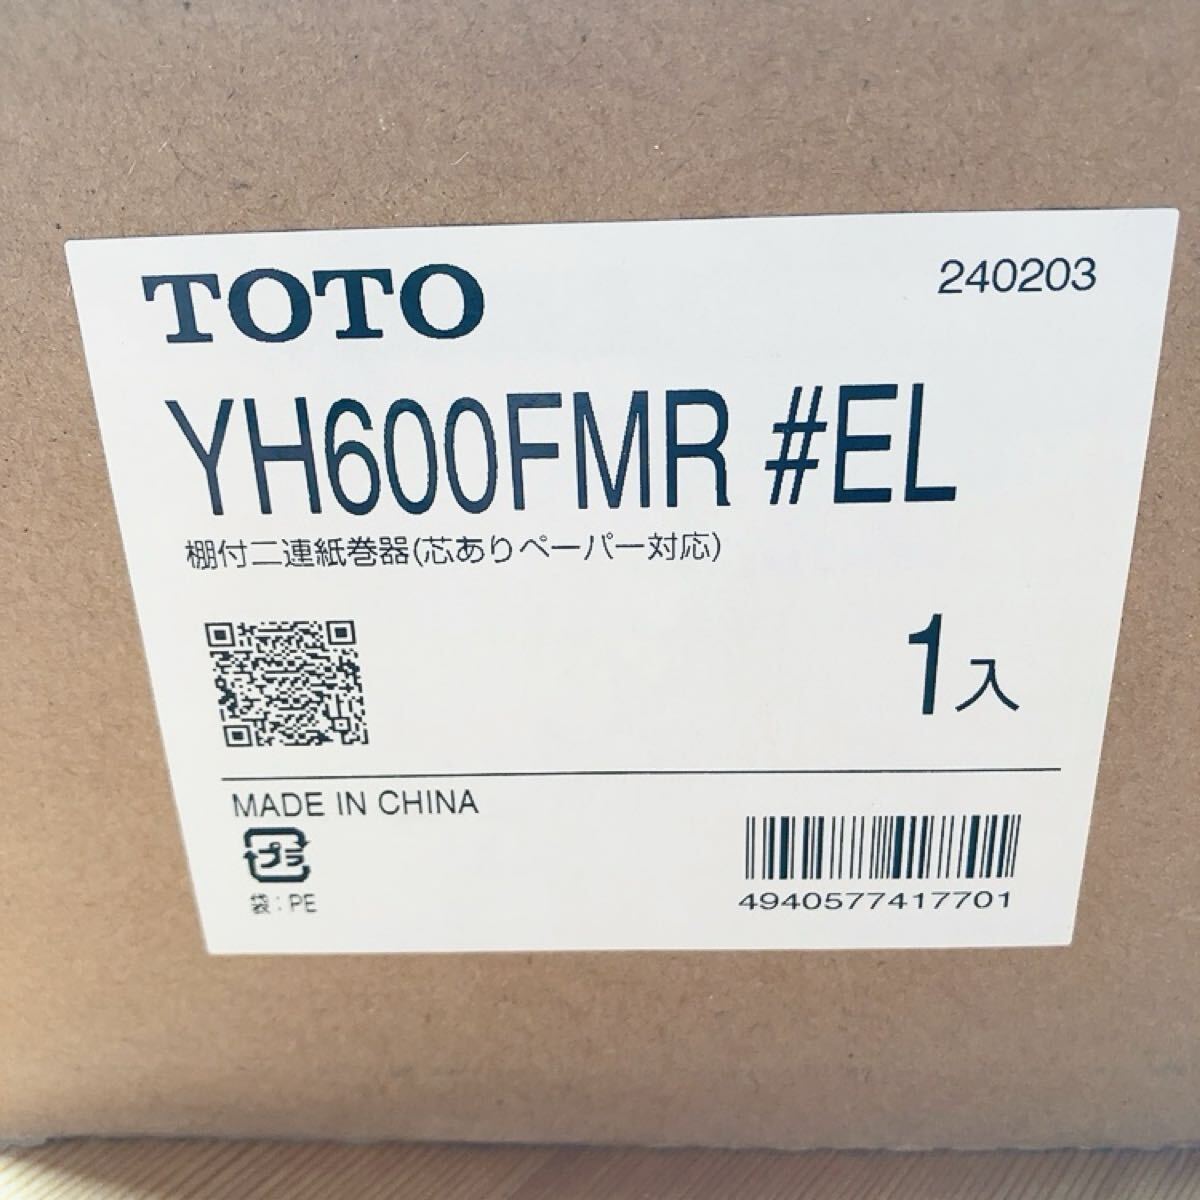 TOTO
240203
YH600FMR #EL
棚付二連紙巻器(芯ありペーパー対応)
1入
MADE IN CHINA
プラ
袋:PE
4940577417701